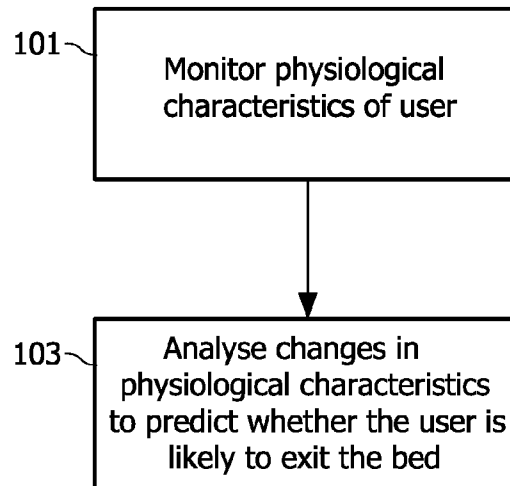 101
Monitor physiological
characteristics of user
103
Analyse changes in
physiological characteristics
to predict whether the user is
likely to exit the bed